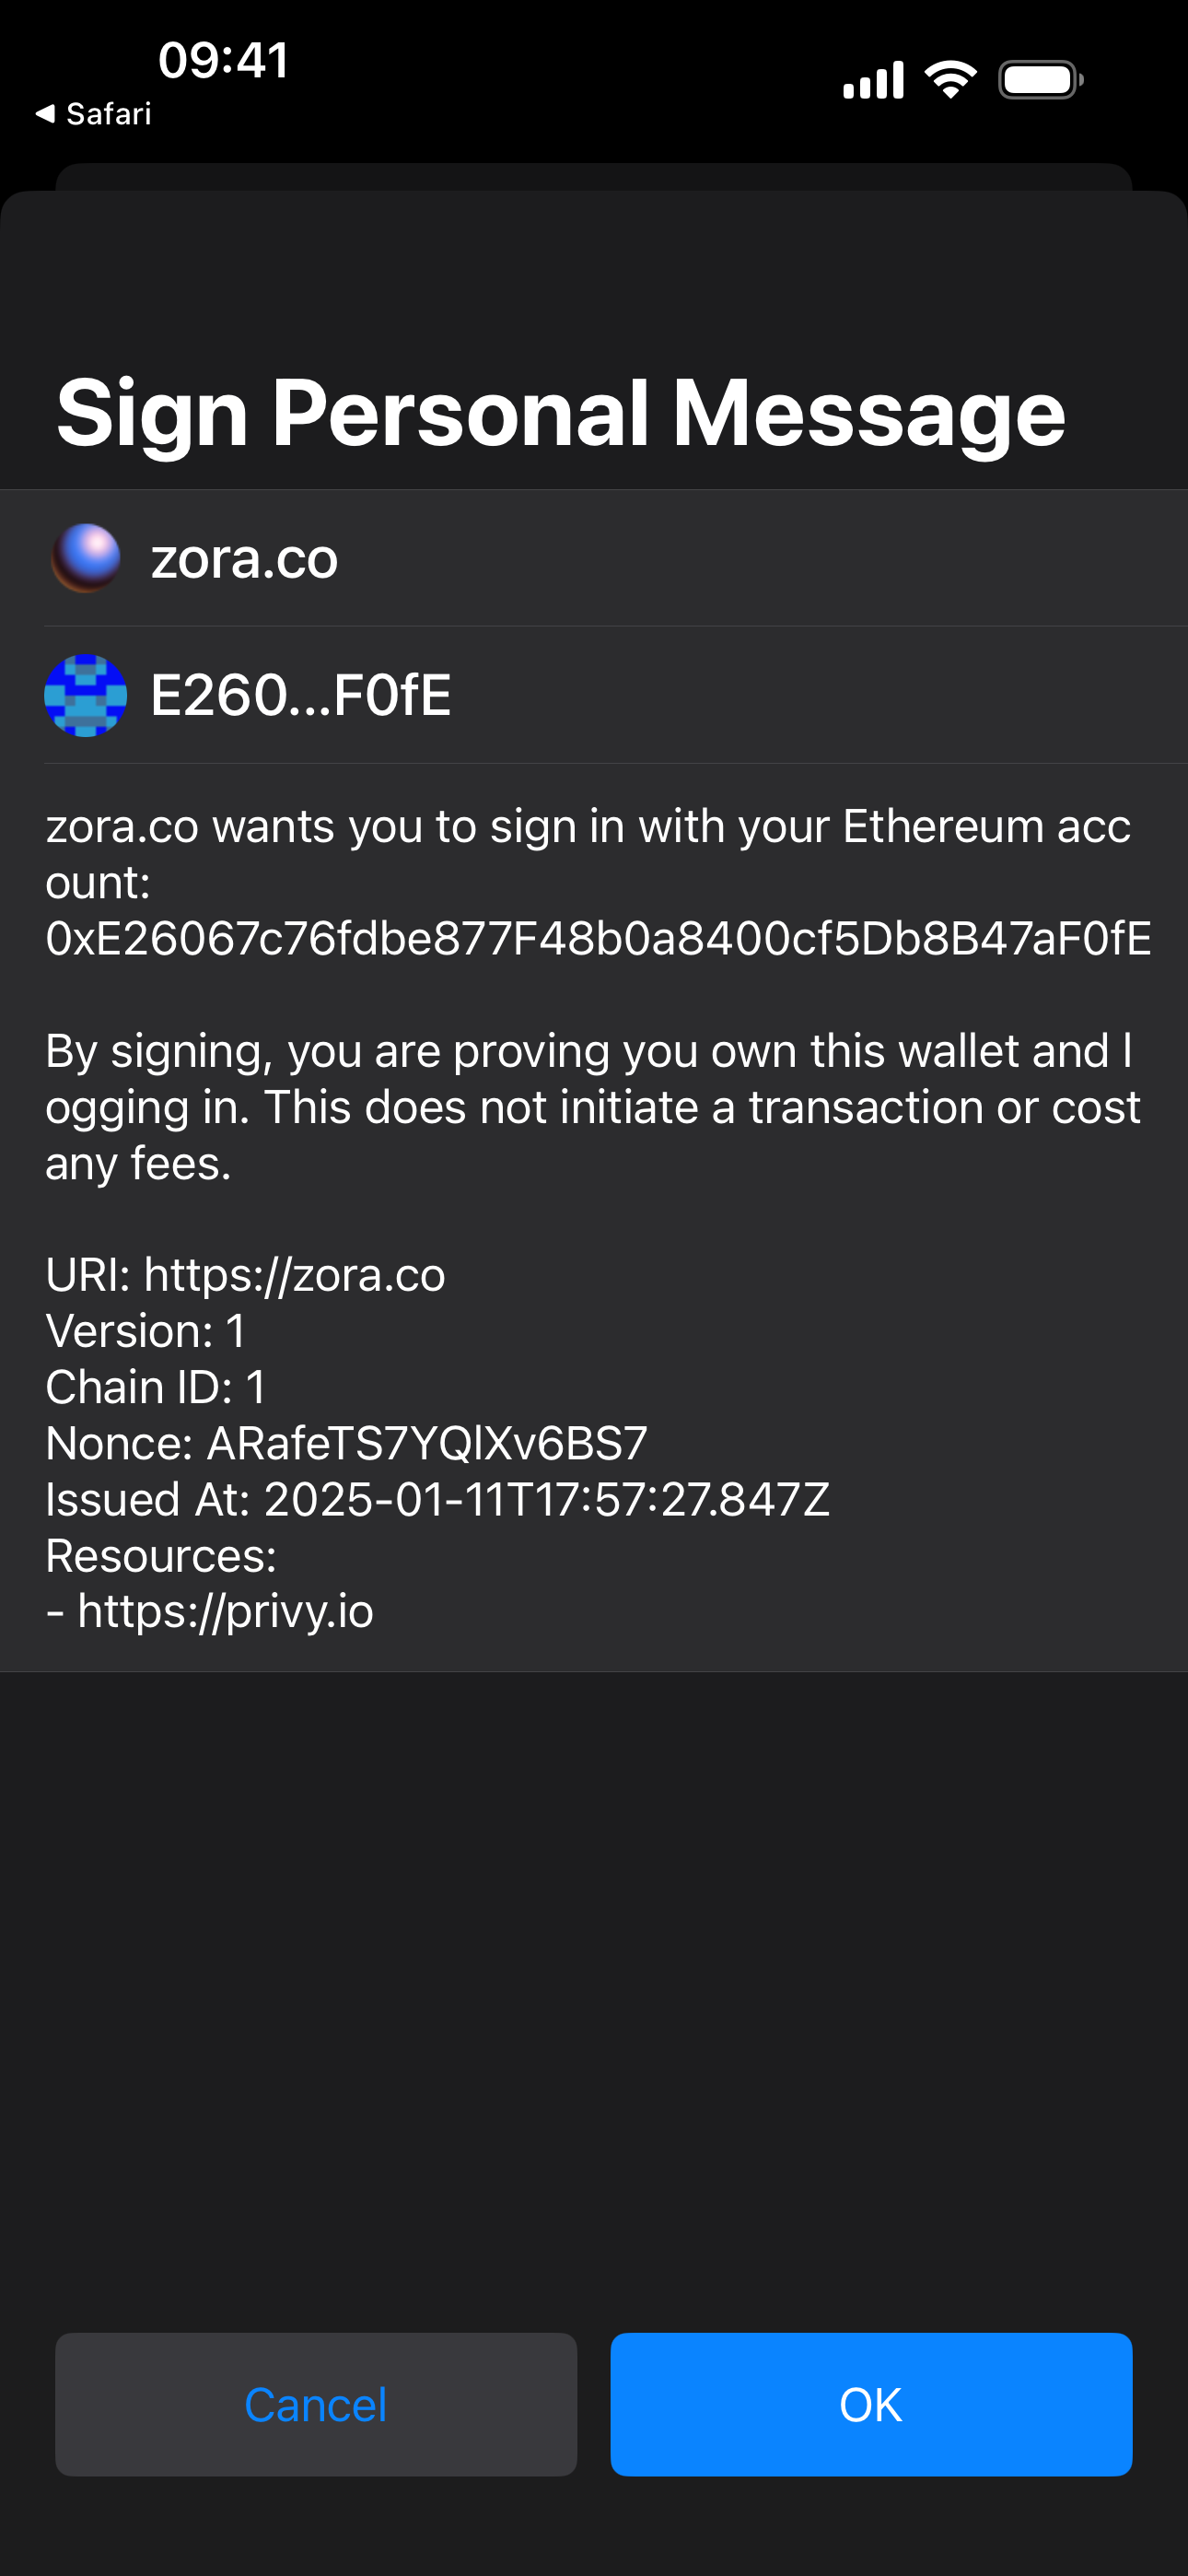 09:41
Safari
Sign Personal Message
zora.co
E260...F0fE
zora.co wants you to sign in with your Ethereum acc
ount:
0xE26067c76fdbe877F48b0a8400cf5Db8B47aF0fE
By signing, you are proving you own this wallet and l
ogging in. This does not initiate a transaction or cost
any fees.
URI: https://zora.co
Version: 1
Chain ID: 1
Nonce: ARafeTS7YQlXv6BS7
Issued At: 2025-01-11T17:57:27.847Z
Resources:
- https://privy.io
Cancel
OK